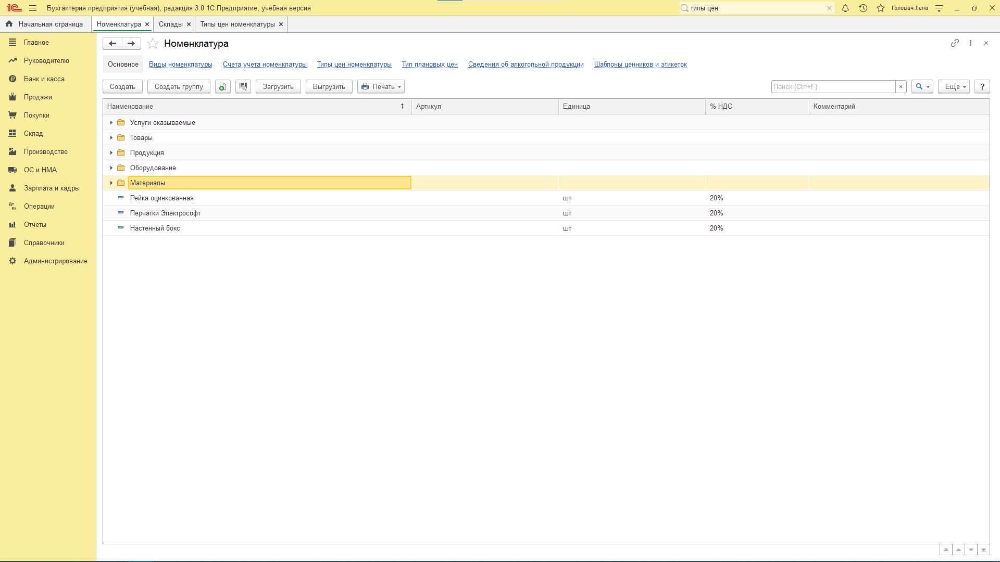 Бухгалтерия предприятия (учебная), редакция 3.0 1С:Предприятие, учебная версия
типы цен
Головач Лена
Начальная страница
Номенклатура
Склады
Типы цен номенклатуры
Главное
Руководителю
Банк и касса
Продажи
Покупки
Склад
Производство
ОС и НМА
Зарплата и кадры
Операции
Отчеты
Справочники
Администрирование
Номенклатура
Основное Виды номенклатуры Счета учета номенклатуры Типы цен номенклатуры Тип плановых цен Сведения об алкогольной продукции Шаблоны ценников и этикеток
Создать Создать группу Загрузить Выгрузить Печать Поиск (Ctrl+F) × Еще ?
Наименование ↑ Артикул Единица % НДС Комментарий
Услуги оказываемые
Товары
Продукция
Оборудование
Материалы
Рейка оцинкованная шт 20%
Перчатки Электрософт шт 20%
Настенный бокс шт 20%